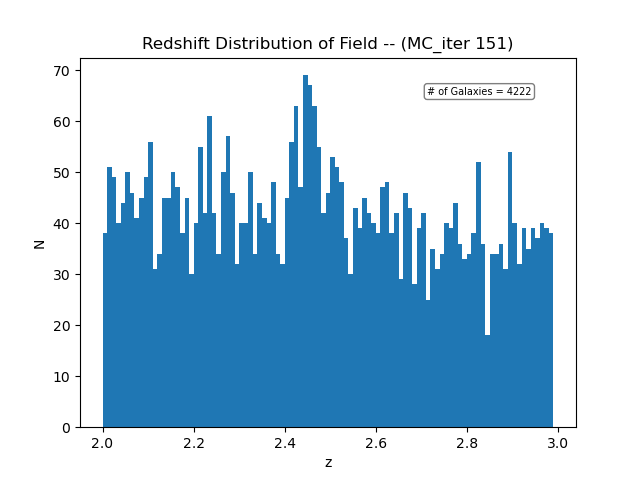 Redshift Distribution of Field -- (MC_iter 151)
# of Galaxies = 4222
70
60
50
40
30
20
10
0
N
2.0 2.2 2.4 2.6 2.8 3.0
z